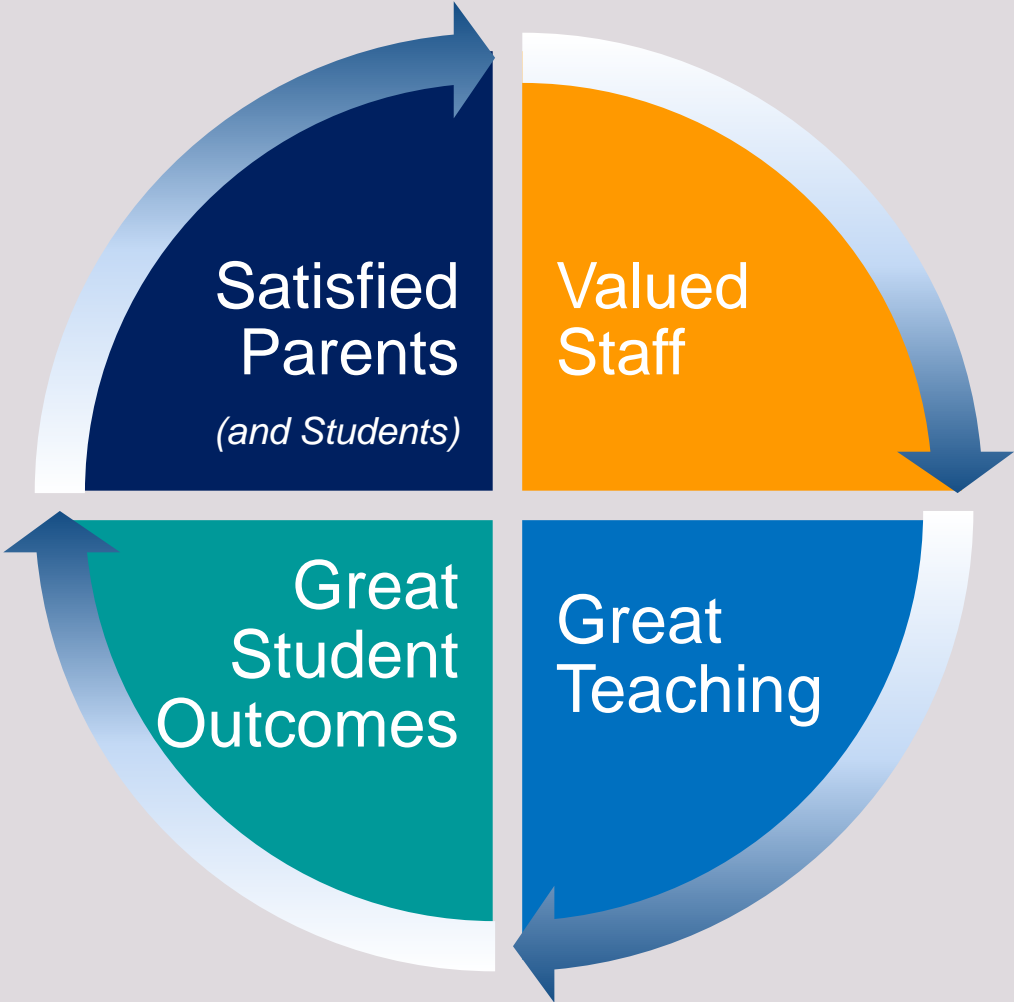 Satisfied
Parents
(and Students)
Valued
Staff
Great
Student
Outcomes
Great
Teaching